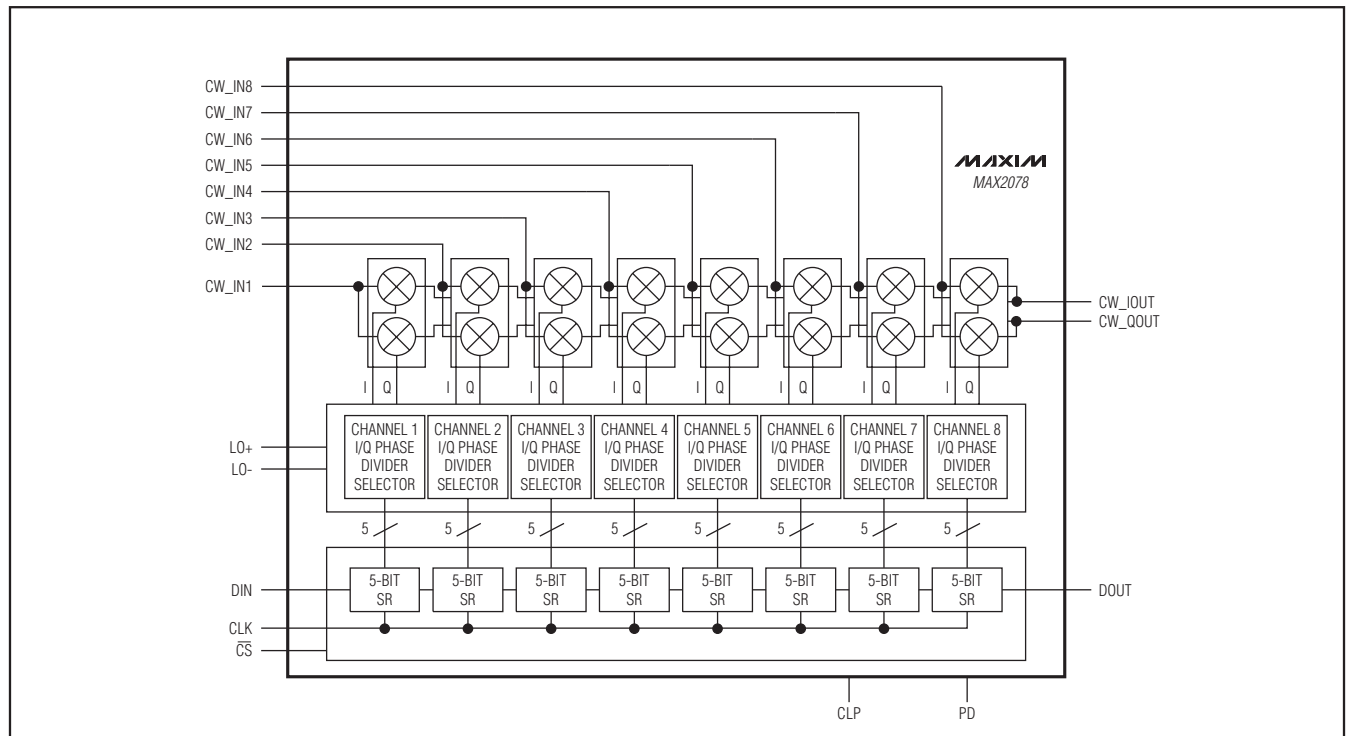 CW_IN8
CW_IN7
CW_IN6
CW_IN5
CW_IN4
CW_IN3
CW_IN2
CW_IN1
MAXIM
MAX2078
CW_IOUT
CW_QOUT
I Q I Q I Q I Q I Q I Q I Q I Q
LO+
LO-
CHANNEL 1 CHANNEL 2 CHANNEL 3 CHANNEL 4 CHANNEL 5 CHANNEL 6 CHANNEL 7 CHANNEL 8
I/Q PHASE I/Q PHASE I/Q PHASE I/Q PHASE I/Q PHASE I/Q PHASE I/Q PHASE I/Q PHASE
DIVIDER DIVIDER DIVIDER DIVIDER DIVIDER DIVIDER DIVIDER DIVIDER
SELECTOR SELECTOR SELECTOR SELECTOR SELECTOR SELECTOR SELECTOR SELECTOR
5 5 5 5 5 5 5 5
DIN
5-BIT 5-BIT 5-BIT 5-BIT 5-BIT 5-BIT 5-BIT 5-BIT
SR SR SR SR SR SR SR SR
DOUT
CLK
C̅S̅
CLP PD